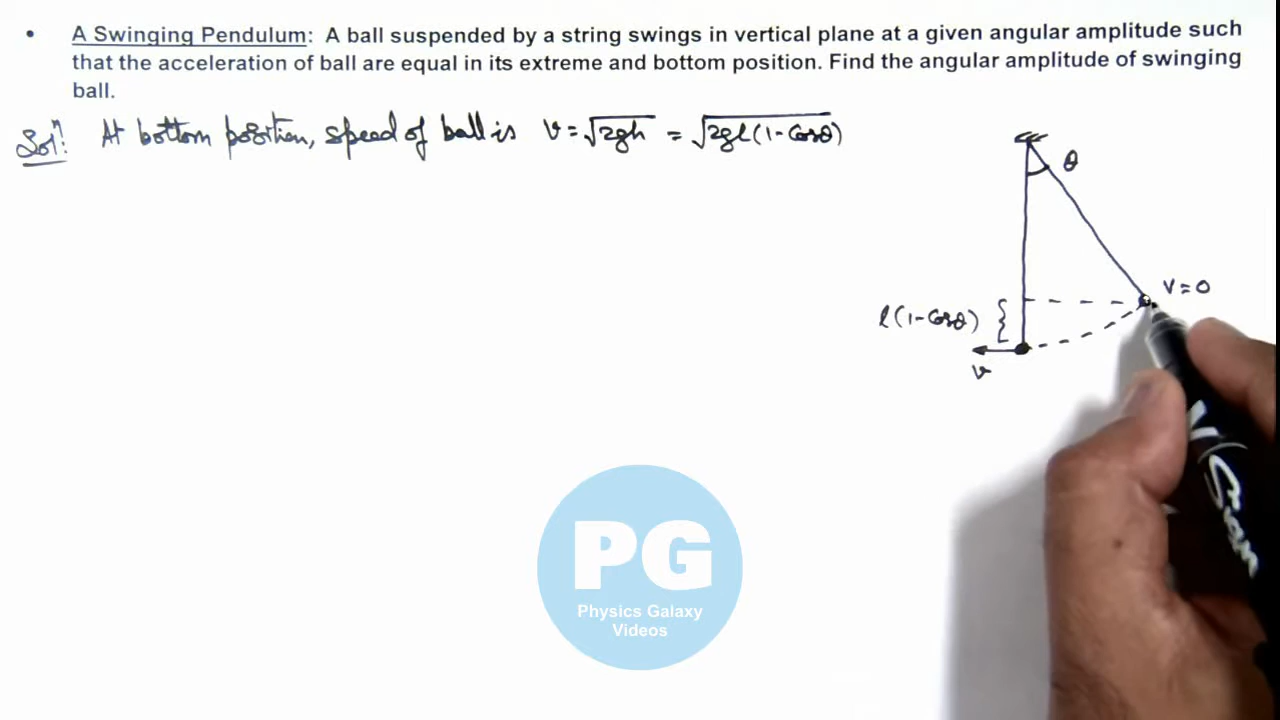 • A Swinging Pendulum: A ball suspended by a string swings in vertical plane at a given angular amplitude such
that the acceleration of ball are equal in its extreme and bottom position. Find the angular amplitude of swinging
ball.
Solⁿ: At bottom position, speed of ball is v = √2gh = √2gl(1-Cosθ)
θ
v=0
l(1-Cosθ)
v
PG
Physics Galaxy
Videos